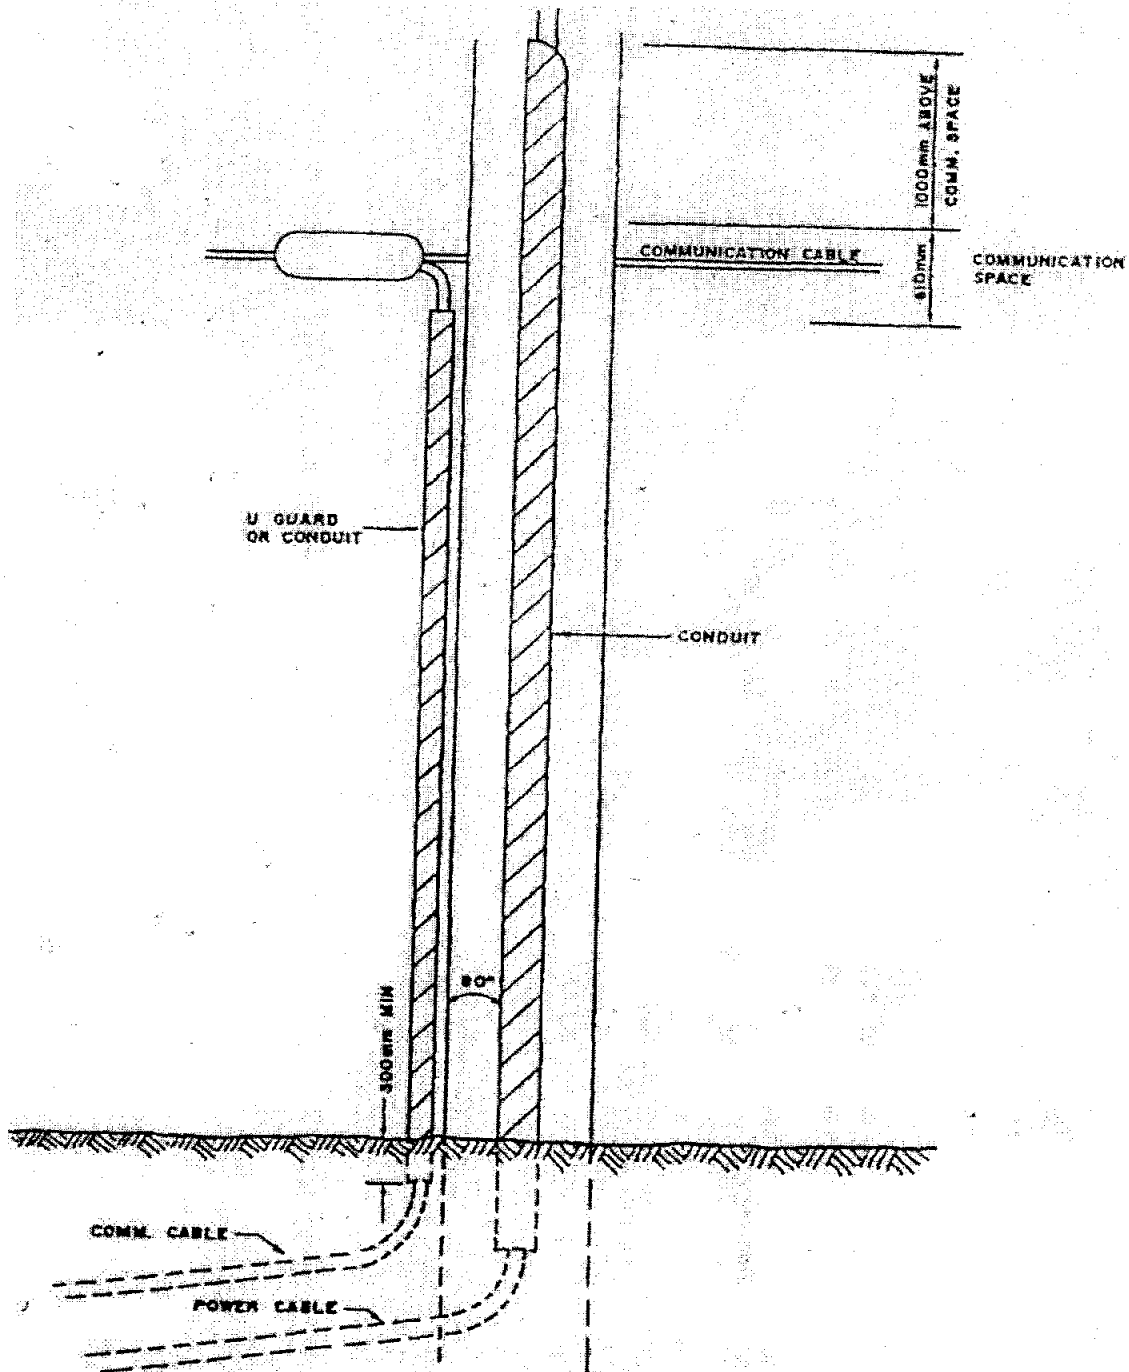 1000mm ABOVE
COMM. SPACE
COMMUNICATION CABLE
610mm
COMMUNICATION
SPACE
U GUARD
OR CONDUIT
CONDUIT
90°
300mm MIN
COMM. CABLE
POWER CABLE